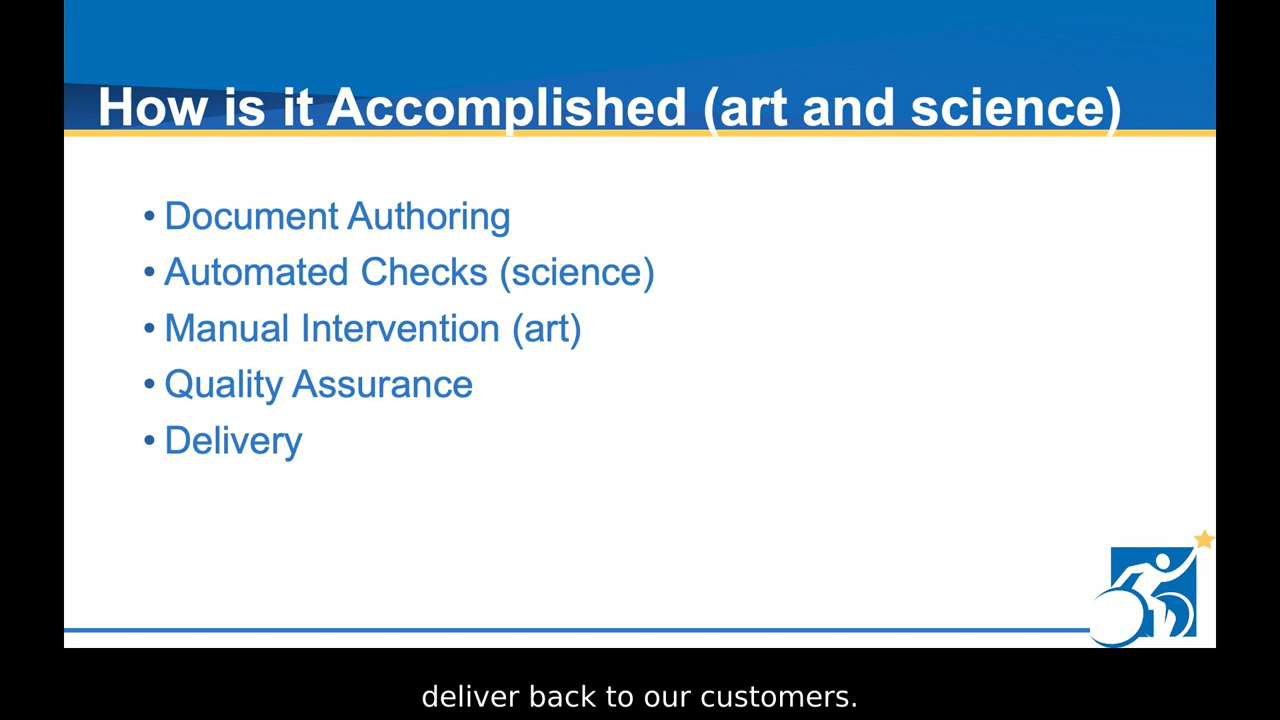 How is it Accomplished (art and science)
• Document Authoring
• Automated Checks (science)
• Manual Intervention (art)
• Quality Assurance
• Delivery
deliver back to our customers.